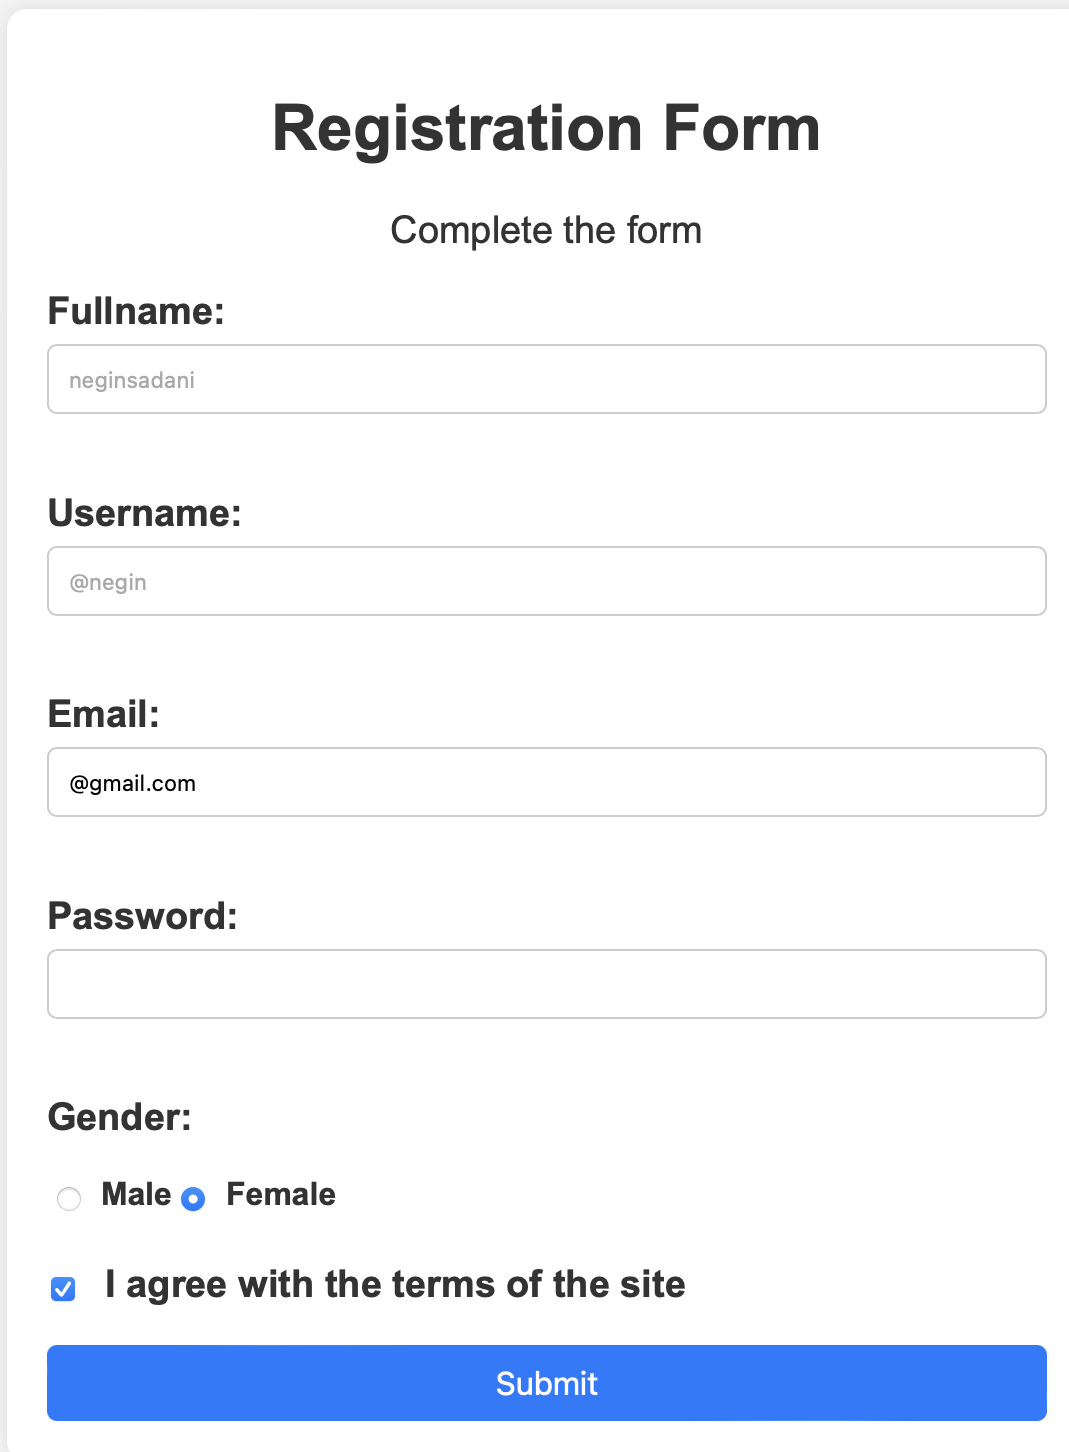 Registration Form
Complete the form
Fullname:
neginsadani
Username:
@negin
Email:
@gmail.com
Password:
Gender:
Male Female
I agree with the terms of the site
Submit